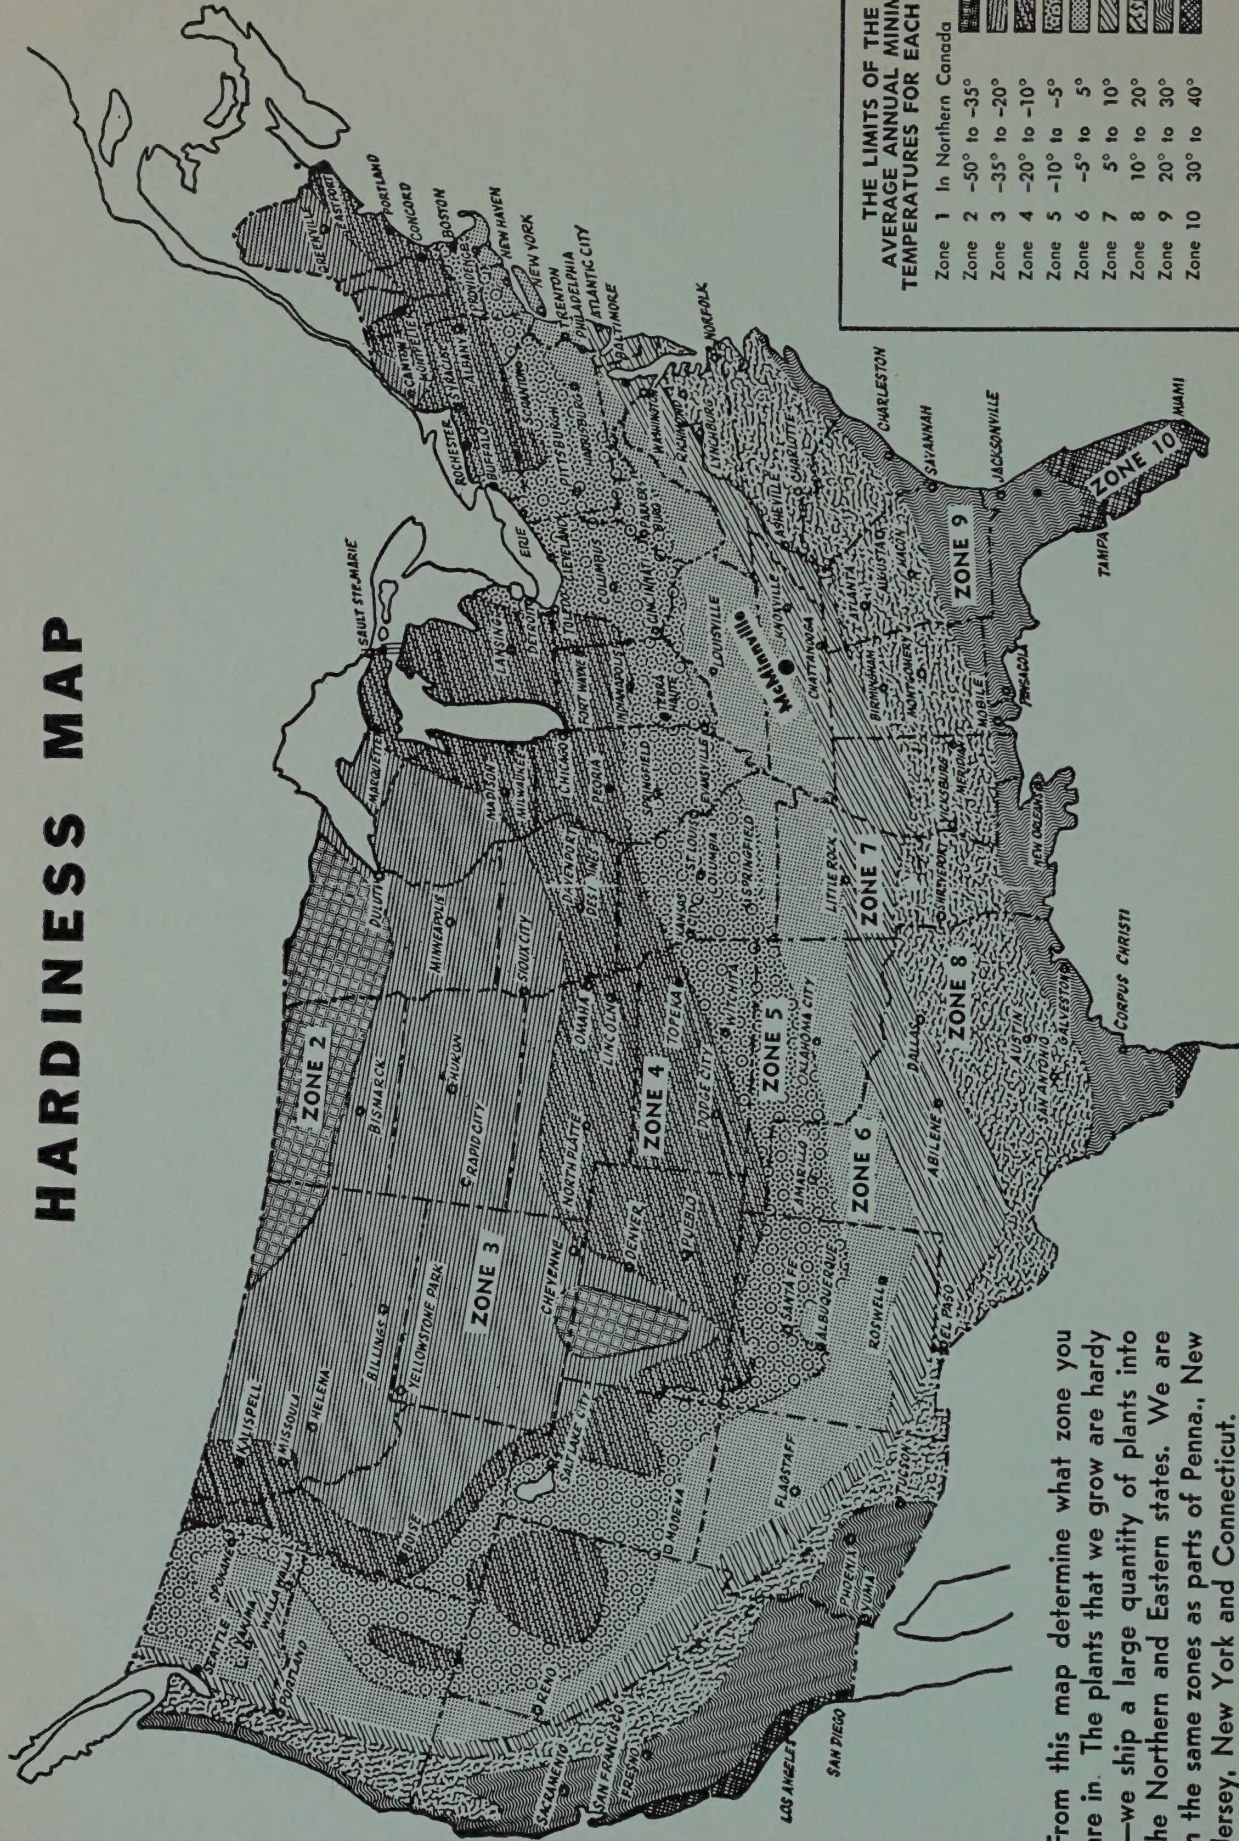 HARDINESS MAP
ZONE 2
ZONE 3
ZONE 4
ZONE 5
ZONE 6
ZONE 7
ZONE 8
ZONE 9
ZONE 10
SEATTLE
SPOKANE
YAKIMA
WALLA WALLA
PORTLAND
KALISPELL
MISSOULA
HELENA
BILLINGS
YELLOWSTONE PARK
BOISE
SALT LAKE CITY
MODENA
RENO
SACRAMENTO
SAN FRANCISCO
FRESNO
LOS ANGELES
SAN DIEGO
FLAGSTAFF
PHOENIX
YUMA
TUCSON
BISMARCK
HURON
RAPID CITY
CHEYENNE
NORTH PLATTE
DENVER
PUEBLO
SANTA FE
ALBUQUERQUE
ROSWELL
EL PASO
AMARILLO
ABILENE
DALLAS
AUSTIN
SAN ANTONIO
GALVESTON
CORPUS CHRISTI
OMAHA
LINCOLN
TOPEKA
DODGE CITY
WICHITA
OKLAHOMA CITY
DULUTH
MINNEAPOLIS
SIOUX CITY
DAVENPORT
DES MOINES
KANSAS
ST LOUIS
COLUMBIA
SPRINGFIELD
LITTLE ROCK
SHREVEPORT
VICKSBURG
MERIDIAN
NEW ORLEANS
SAULT STE. MARIE
MADISON
MILWAUKEE
CHICAGO
PEORIA
SPRINGFIELD
LANSING
DETROIT
TOLEDO
FORT WAYNE
INDIANAPOLIS
TERRA HAUTE
CLEVELAND
COLUMBUS
CINCINNATI
LOUISVILLE
McMinnville
KNOXVILLE
CHATTANOOGA
BIRMINGHAM
MONTGOMERY
MOBILE
PENSACOLA
ATLANTA
AUGUSTA
MACON
ASHEVILLE
CHARLOTTE
CHARLESTON
SAVANNAH
JACKSONVILLE
TAMPA
MIAMI
GREENVILLE
EASTPORT
PORTLAND
CONCORD
BOSTON
PROVIDENCE
NEW HAVEN
NEW YORK
TRENTON
PHILADELPHIA
ATLANTIC CITY
BALTIMORE
NORFOLK
CANTON
ROCHESTER
SYRACUSE
ALBANY
BUFFALO
ERIE
PITTSBURGH
HARRISBURG
WASHINGTON
RICHMOND
LYNCHBURG
THE LIMITS OF THE
AVERAGE ANNUAL
TEMPERATURES FOR EACH
Zone 1 In Northern Canada
Zone 2 -50° to -35°
Zone 3 -35° to -20°
Zone 4 -20° to -10°
Zone 5 -10° to -5°
Zone 6 -5° to 5°
Zone 7 5° to 10°
Zone 8 10° to 20°
Zone 9 20° to 30°
Zone 10 30° to 40°
From this map determine what zone you
are in. The plants that we grow are hardy
—we ship a large quantity of plants into
the Northern and Eastern states. We are
in the same zones as parts of Penna., New
Jersey, New York and Connecticut.